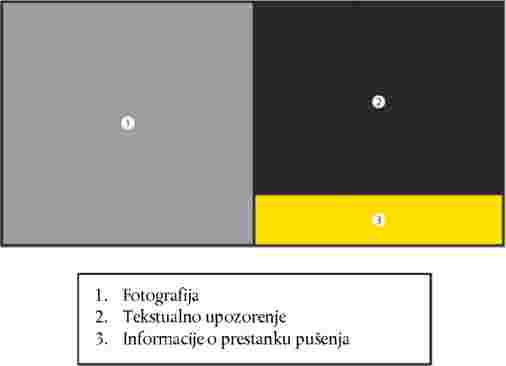 1
2
3
1. Fotografija
2. Tekstualno upozorenje
3. Informacije o prestanku pušenja